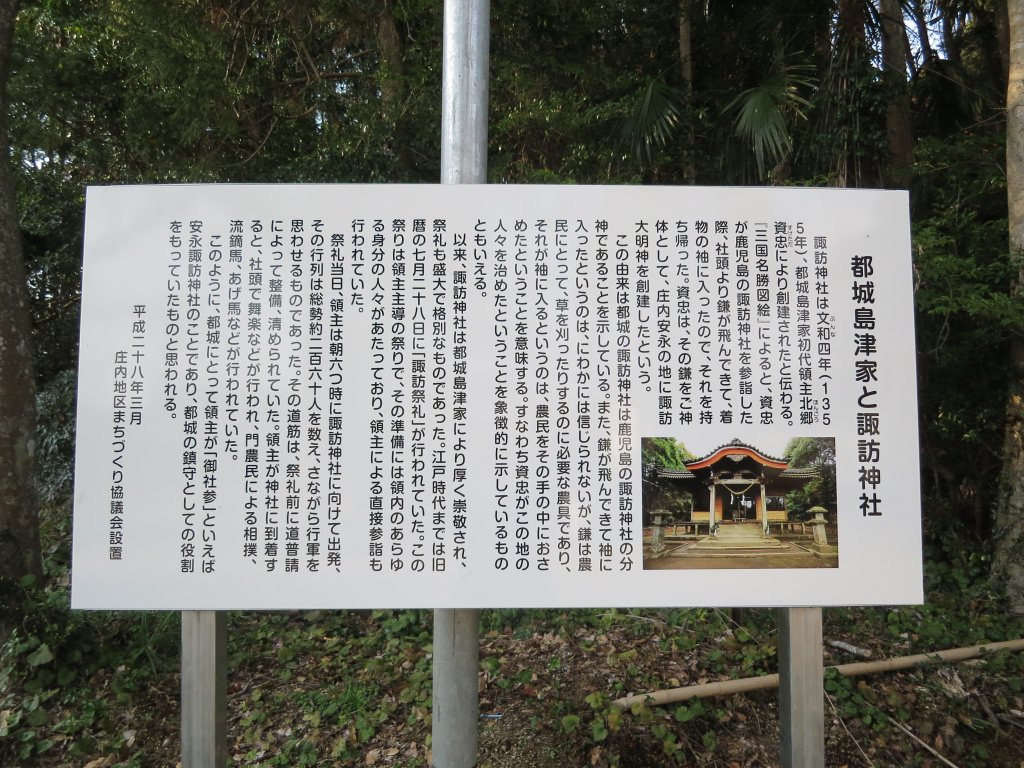 都城島津家と諏訪神社
諏訪神社は文和四年(135
ぶんな
5年)、都城島津家初代領主北郷
ほんごう
資忠により創建されたと伝わる。
すけただ
『三国名勝図絵』によると、資忠
が鹿児島の諏訪神社を参詣した
際、社頭より鎌が飛んできて、着
物の袖に入ったので、それを持
ち帰った。資忠は、その鎌をご神
体として、庄内安永の地に諏訪
大明神を創建したという。
この由来は都城の諏訪神社は鹿児島の諏訪神社の分
神であることを示している。また、鎌が飛んできて袖に
入ったというのは、にわかには信じられないが、鎌は農
民にとって、草を刈ったりするのに必要な農具であり、
それが袖に入るというのは、農民をその手の中におさ
めたということを意味する。すなわち資忠がこの地の
人々を治めたということを象徴的に示しているもの
ともいえる。
以来、諏訪神社は都城島津家により厚く崇敬され、
祭礼も盛大で格別なものであった。江戸時代までは旧
暦の七月二十八日に「諏訪祭礼」が行われていた。この
祭りは領主主導の祭りで、その準備には領内のあらゆ
る身分の人々があたっており、領主による直接参詣も
行われていた。
祭礼当日、領主は朝六つ時に諏訪神社に向けて出発、
その行列は総勢約二百六十人を数え、さながら行軍を
思わせるものであった。その道筋は、祭礼前に道普請
によって整備、清められていた。領主が神社に到着す
ると、社頭で舞楽などが行われ、門農民による相撲、
流鏑馬、あげ馬などが行われていた。
このように、都城にとって領主が「御社参」といえば
安永諏訪神社のことであり、都城の鎮守としての役割
をもっていたものと思われる。
平成二十八年三月
庄内地区まちづくり協議会設置